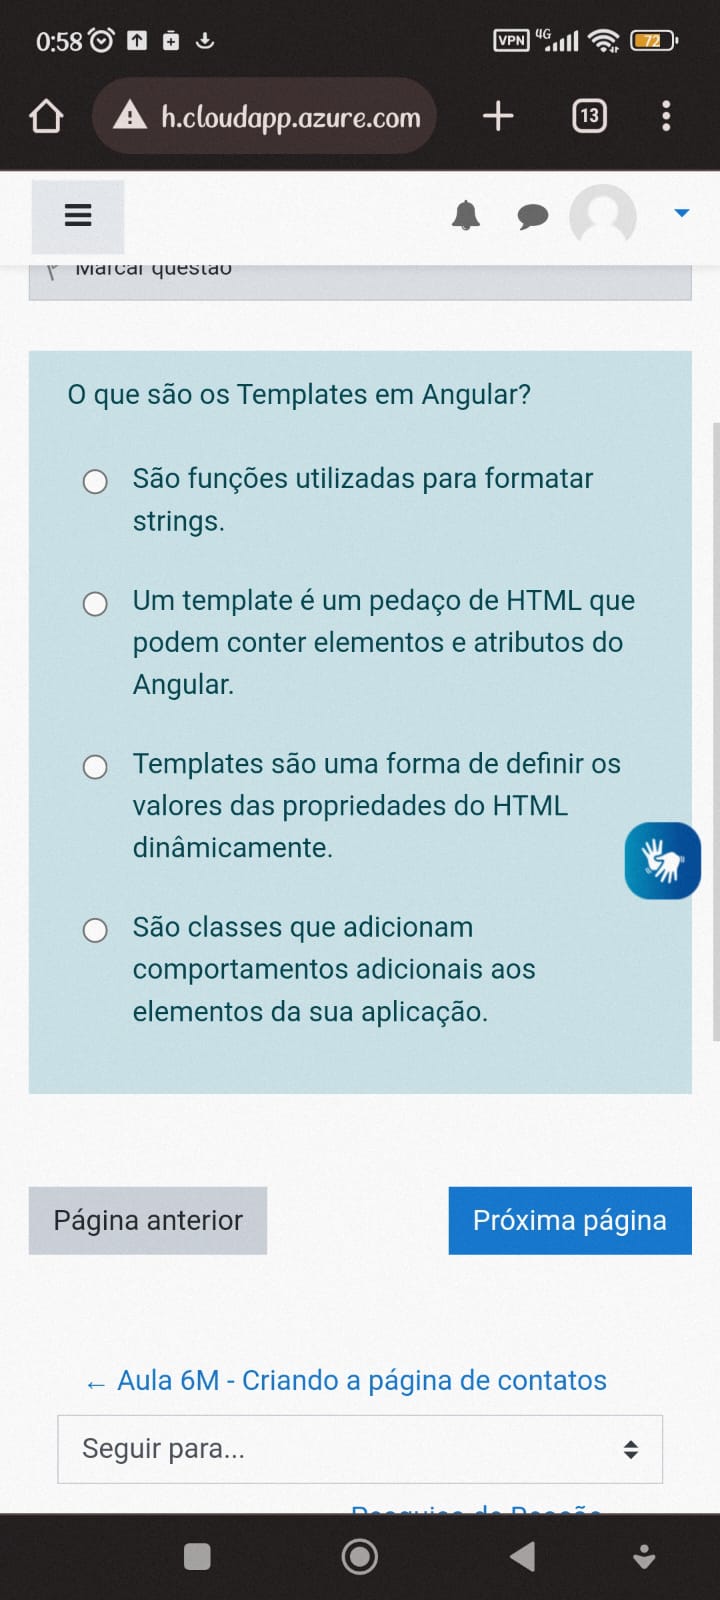 0:58
VPN 4G 72
h.cloudapp.azure.com
13
Marcar questão
O que são os Templates em Angular?
São funções utilizadas para formatar
strings.
Um template é um pedaço de HTML que
podem conter elementos e atributos do
Angular.
Templates são uma forma de definir os
valores das propriedades do HTML
dinâmicamente.
São classes que adicionam
comportamentos adicionais aos
elementos da sua aplicação.
Página anterior
Próxima página
← Aula 6M - Criando a página de contatos
Seguir para...